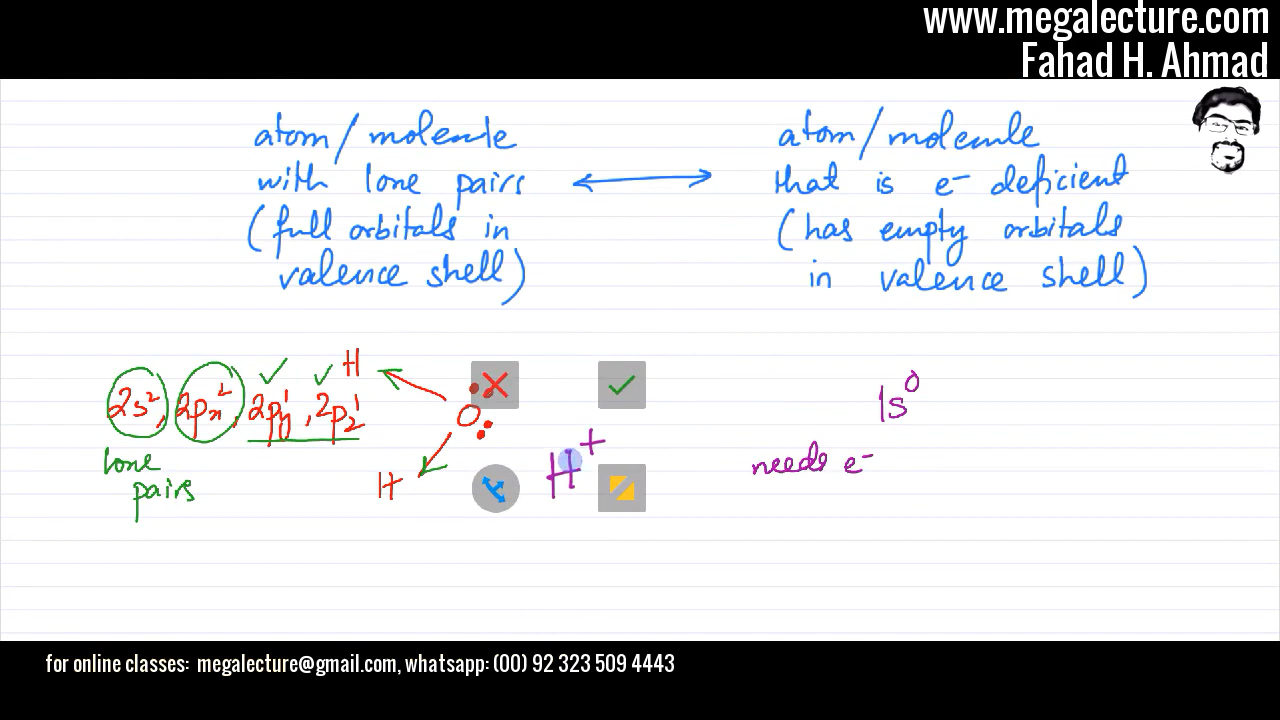 www.megalecture.com
Fahad H. Ahmad
atom/molecule
with lone pairs
(full orbitals in
valence shell)
atom/molecule
that is e⁻ deficient
(has empty orbitals
in valence shell)
2s², 2pₓ², 2py¹, 2pz¹
lone
pairs
H
O
H
H⁺
1s⁰
needs e⁻
for online classes: megalecture@gmail.com, whatsapp: (00) 92 323 509 4443